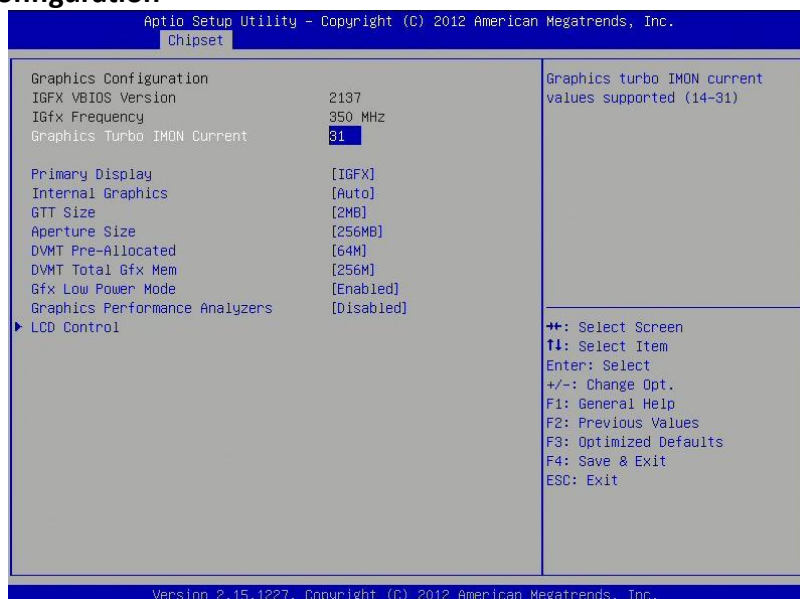 Configuration
Aptio Setup Utility – Copyright (C) 2012 American Megatrends, Inc.
Chipset
Graphics Configuration
IGFX VBIOS Version 2137
IGfx Frequency 350 MHz
Graphics Turbo IMON Current 31
Primary Display [IGFX]
Internal Graphics [Auto]
GTT Size [2MB]
Aperture Size [256MB]
DVMT Pre-Allocated [64M]
DVMT Total Gfx Mem [256M]
Gfx Low Power Mode [Enabled]
Graphics Performance Analyzers [Disabled]
LCD Control
Graphics turbo IMON current
values supported (14-31)
→←: Select Screen
↑↓: Select Item
Enter: Select
+/-: Change Opt.
F1: General Help
F2: Previous Values
F3: Optimized Defaults
F4: Save & Exit
ESC: Exit
Version 2.15.1227. Copyright (C) 2012 American Megatrends, Inc.